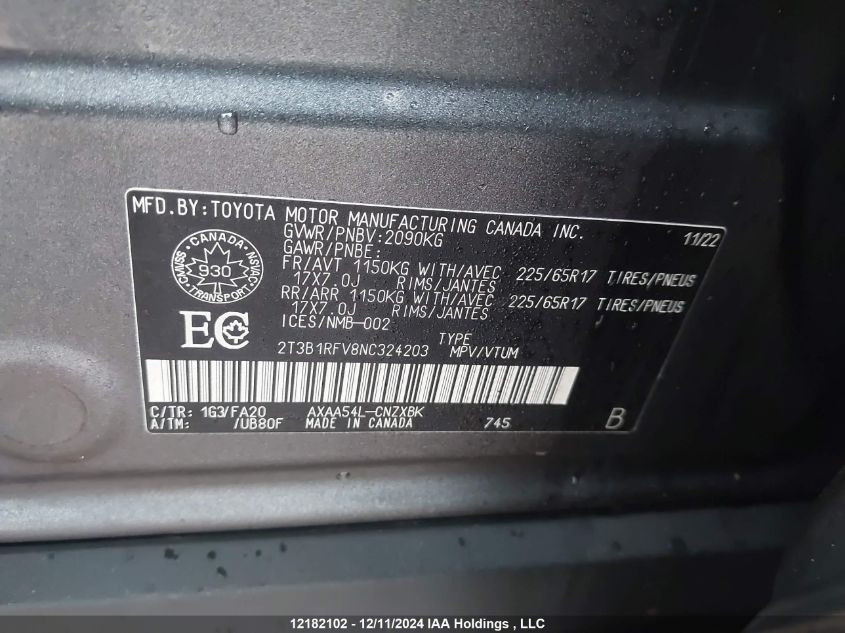 MFD.BY:TOYOTA MOTOR MANUFACTURING CANADA INC. 11/22
GVWR/PNBV:2090KG
GAWR/PNBE:
FR/AVT 1150KG WITH/AVEC 225/65R17 TIRES/PNEUS
17X7.0J RIMS/JANTES
RR/ARR 1150KG WITH/AVEC 225/65R17 TIRES/PNEUS
17X7.0J RIMS/JANTES
ICES/NMB-002
CANADA
CMVSS NSVAC
930
TRANSPORT
EC
TYPE
2T3B1RFV8NC324203 MPV/VTUM
C/TR: 1G3/FA20 AXAA54L-CNZXBK
A/TM: /UB80F MADE IN CANADA 745 B
12182102 - 12/11/2024 IAA Holdings , LLC